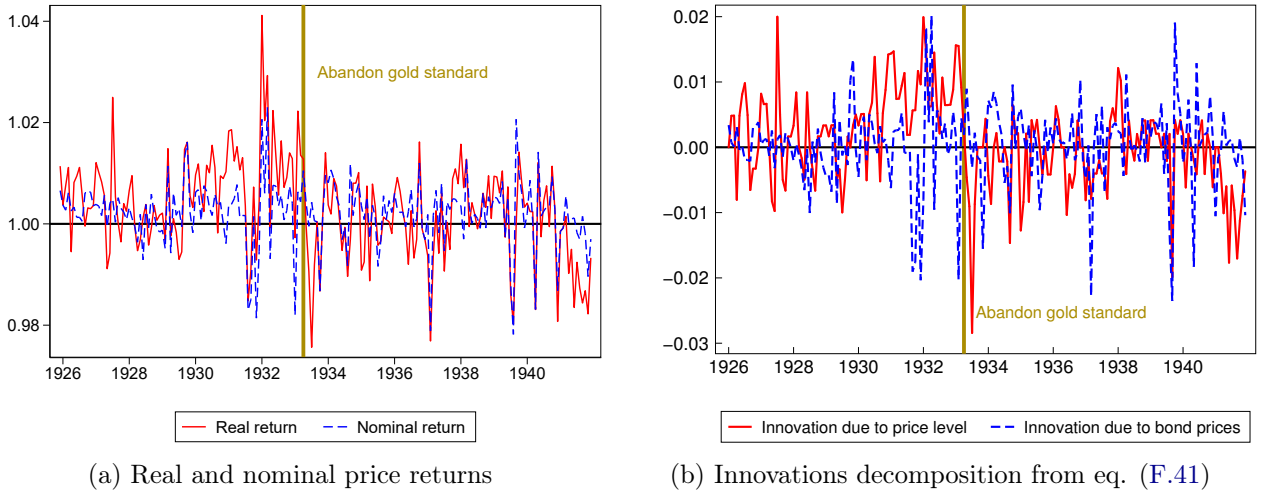 1.04
1.02
1.00
0.98
Abandon gold standard
1926 1928 1930 1932 1934 1936 1938 1940
Real return Nominal return
(a) Real and nominal price returns
0.02
0.01
0.00
−0.01
−0.02
−0.03
Abandon gold standard
1926 1928 1930 1932 1934 1936 1938 1940
Innovation due to price level Innovation due to bond prices
(b) Innovations decomposition from eq. (F.41)